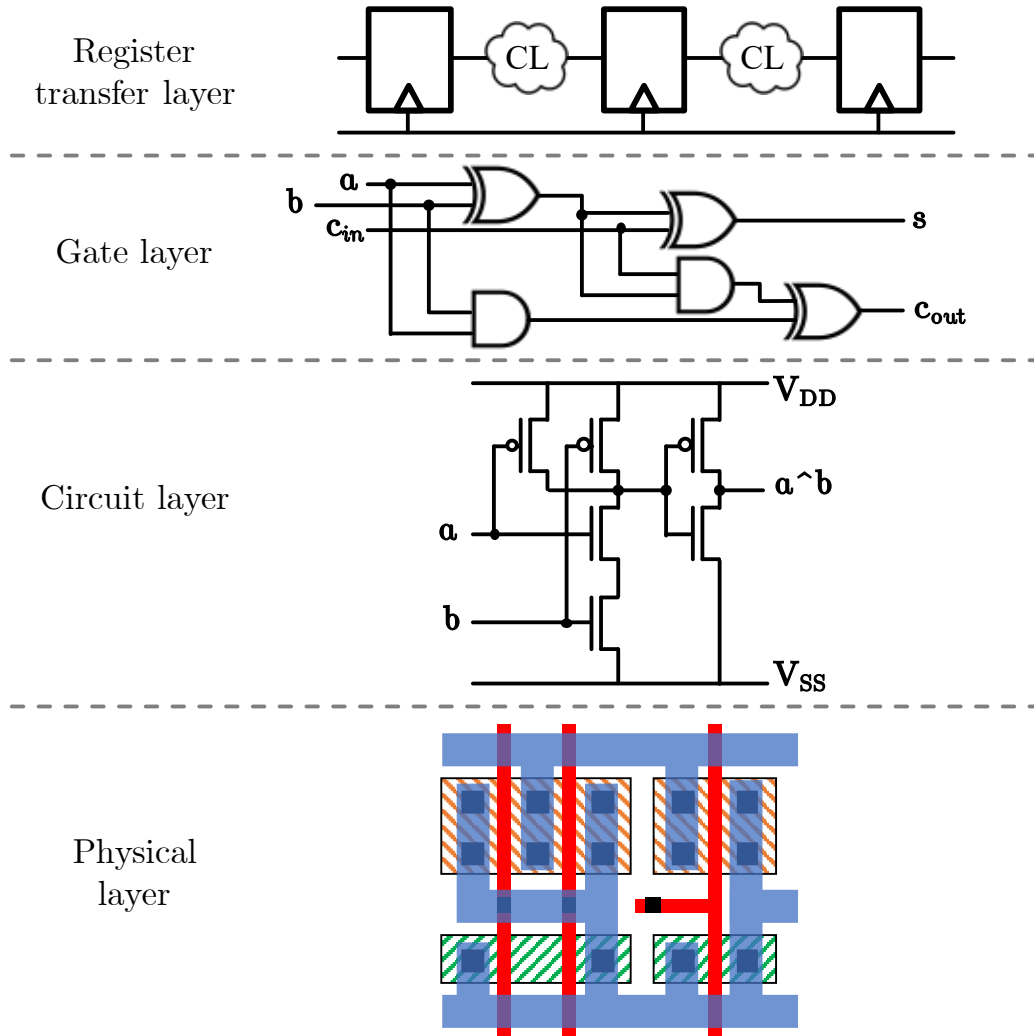 Register
transfer layer
CL
CL
Gate layer
a
b
c_in
s
c_out
Circuit layer
V_DD
a^b
a
b
V_SS
Physical
layer